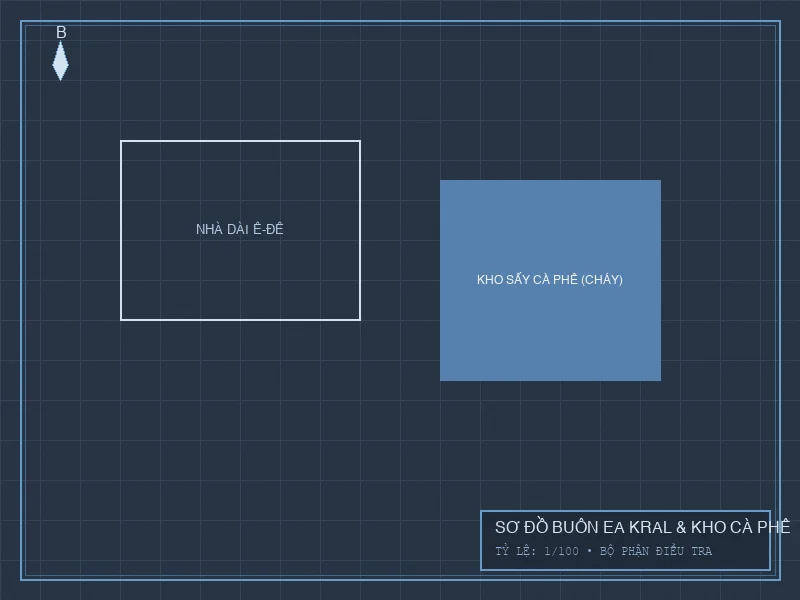 B
NHÀ DÀI Ê-ĐÊ
KHO SẤY CÀ PHÊ (CHÁY)
SƠ ĐỒ BUÔN EA KRAL & KHO CÀ PHÊ
TỶ LỆ: 1/100 • BỘ PHẬN ĐIỀU TRA